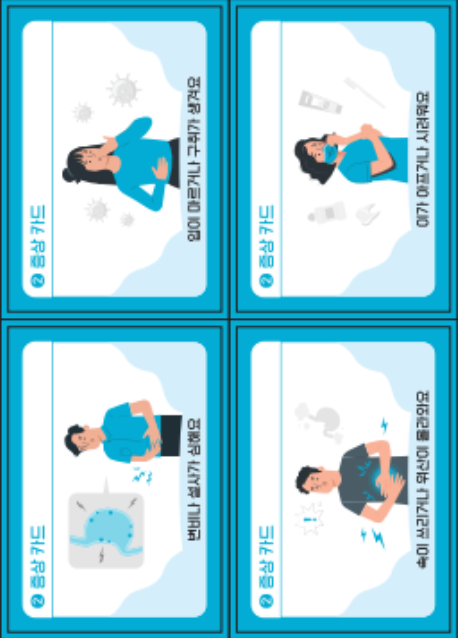 ② 증상 카드
입이 마르거나 구취가 생겨요
② 증상 카드
이가 아프거나 시려워요
② 증상 카드
변비나 설사가 심해요
② 증상 카드
속이 쓰리거나 위산이 올라와요